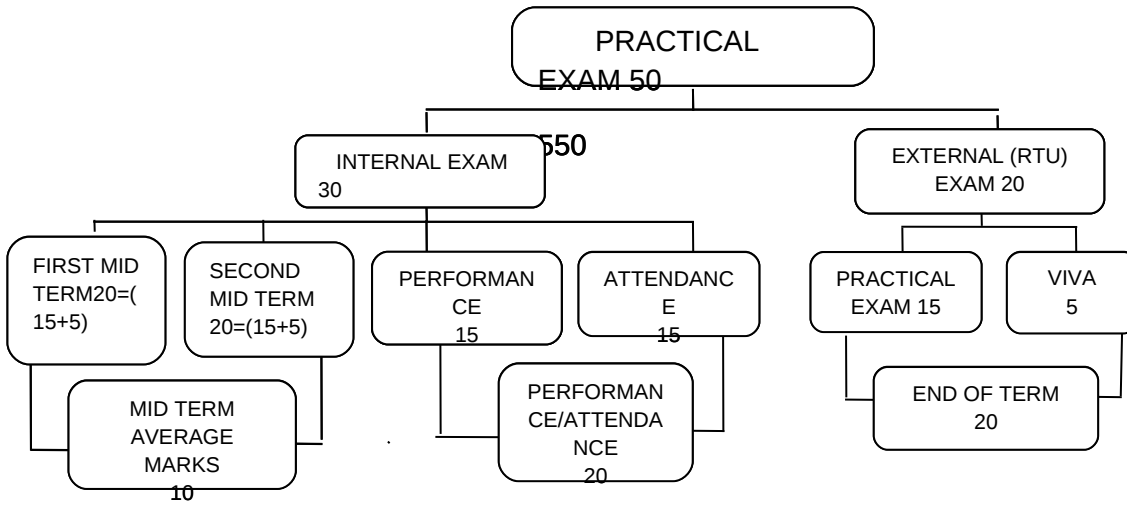 PRACTICAL
EXAM 50
550
INTERNAL EXAM
30
EXTERNAL (RTU)
EXAM 20
FIRST MID
TERM20=(
15+5)
SECOND
MID TERM
20=(15+5)
PERFORMAN
CE
15
ATTENDANC
E
15
PRACTICAL
EXAM 15
VIVA
5
MID TERM
AVERAGE
MARKS
10
.
PERFORMAN
CE/ATTENDA
NCE
20
END OF TERM
20